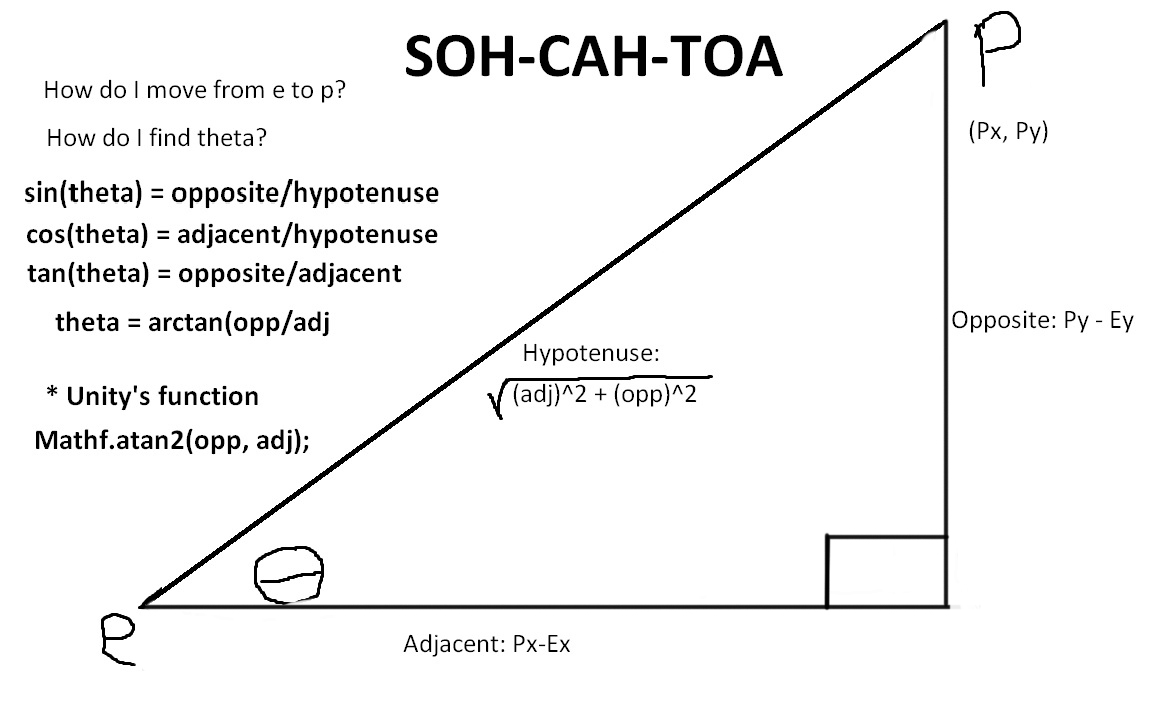 SOH-CAH-TOA
P
How do I move from e to p?
(Px, Py)
How do I find theta?
sin(theta) = opposite/hypotenuse
cos(theta) = adjacent/hypotenuse
tan(theta) = opposite/adjacent
theta = arctan(opp/adj
Opposite: Py - Ey
Hypotenuse:
√(adj)^2 + (opp)^2
* Unity's function
Mathf.atan2(opp, adj);
Θ
e
Adjacent: Px-Ex